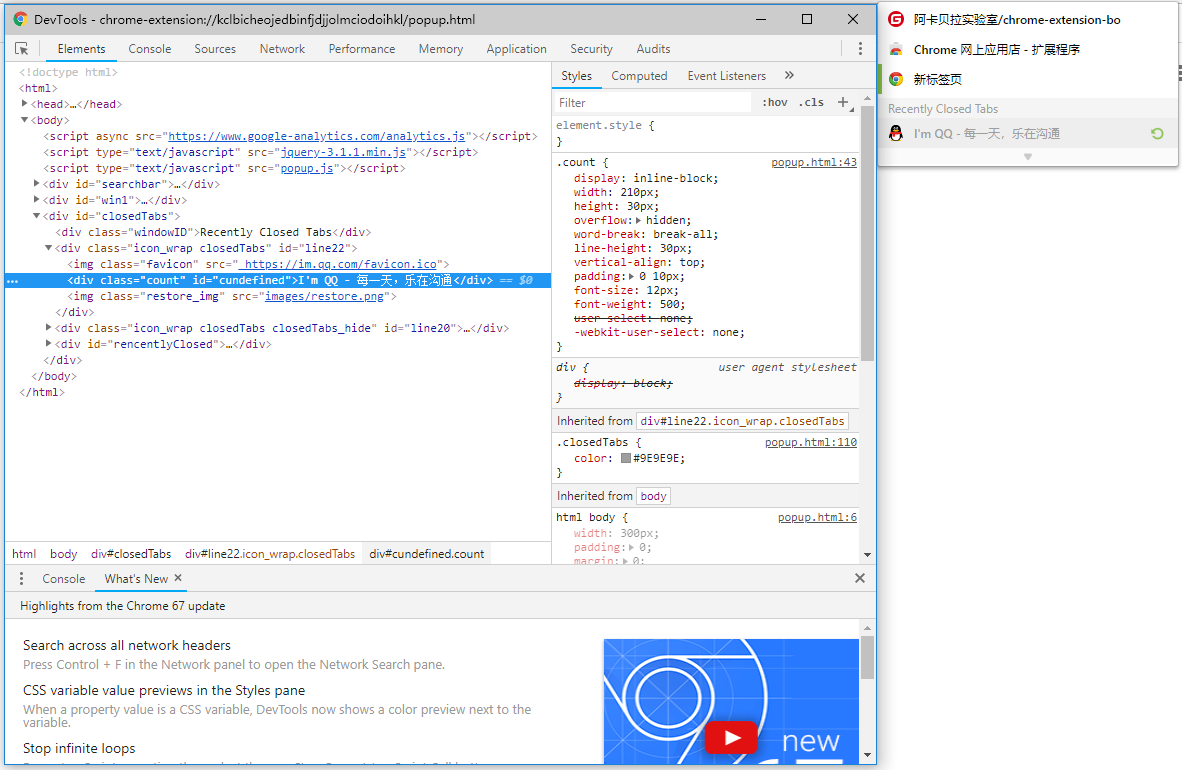 DevTools - chrome-extension://kclbicheojedbinfjdjjolmciodoihkl/popup.html
Elements Console Sources Network Performance Memory Application Security Audits
<!doctype html>
<html>
<head>…</head>
<body>
<script async src="https://www.google-analytics.com/analytics.js"></script>
<script type="text/javascript" src="jquery-3.1.1.min.js"></script>
<script type="text/javascript" src="popup.js"></script>
<div id="searchbar">…</div>
<div id="win1">…</div>
<div id="closedTabs">
<div class="windowID">Recently Closed Tabs</div>
<div class="icon_wrap closedTabs" id="line22">
<img class="favicon" src=" https://im.qq.com/favicon.ico">
<div class="count" id="cundefined">I'm QQ - 每一天，乐在沟通</div> == $0
<img class="restore_img" src="images/restore.png">
</div>
<div class="icon_wrap closedTabs closedTabs_hide" id="line20">…</div>
<div id="rencentlyClosed">…</div>
</div>
</body>
</html>
html body div#closedTabs div#line22.icon_wrap.closedTabs div#cundefined.count
Styles Computed Event Listeners »
Filter :hov .cls +
element.style {
}
.count { popup.html:43
display: inline-block;
width: 210px;
height: 30px;
overflow: hidden;
word-break: break-all;
line-height: 30px;
vertical-align: top;
padding: 0 10px;
font-size: 12px;
font-weight: 500;
user-select: none;
-webkit-user-select: none;
}
div { user agent stylesheet
display: block;
}
Inherited from div#line22.icon_wrap.closedTabs
.closedTabs { popup.html:110
color: #9E9E9E;
}
Inherited from body
html body { popup.html:6
width: 300px;
padding: 0;
margin: 0;
Console What's New
Highlights from the Chrome 67 update
Search across all network headers
Press Control + F in the Network panel to open the Network Search pane.
CSS variable value previews in the Styles pane
When a property value is a CSS variable, DevTools now shows a color preview next to the
variable.
Stop infinite loops
new
阿卡贝拉实验室/chrome-extension-bo
Chrome 网上应用店 - 扩展程序
新标签页
Recently Closed Tabs
I'm QQ - 每一天，乐在沟通